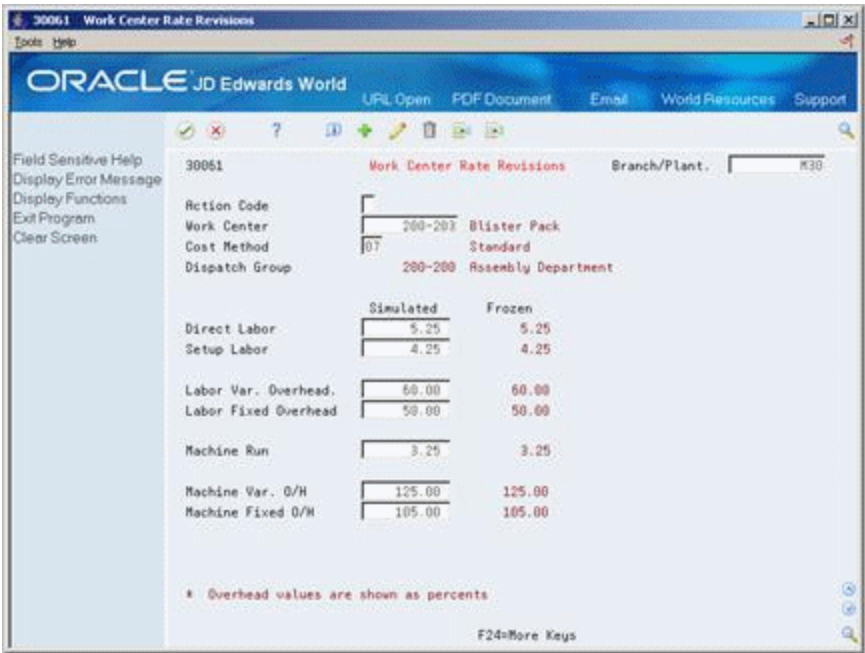 30061 Work Center Rate Revisions
Tools Help
ORACLE JD Edwards World
URL Open PDF Document Email World Resources Support
Field Sensitive Help
Display Error Message
Display Functions
Exit Program
Clear Screen
30061 Work Center Rate Revisions Branch/Plant. M30
Action Code
Work Center 200-203 Blister Pack
Cost Method 07 Standard
Dispatch Group 200-200 Assembly Department
Simulated Frozen
Direct Labor 5.25 5.25
Setup Labor 4.25 4.25
Labor Var. Overhead. 60.00 60.00
Labor Fixed Overhead 50.00 50.00
Machine Run 3.25 3.25
Machine Var. O/H 125.00 125.00
Machine Fixed O/H 105.00 105.00
* Overhead values are shown as percents
F24=More Keys